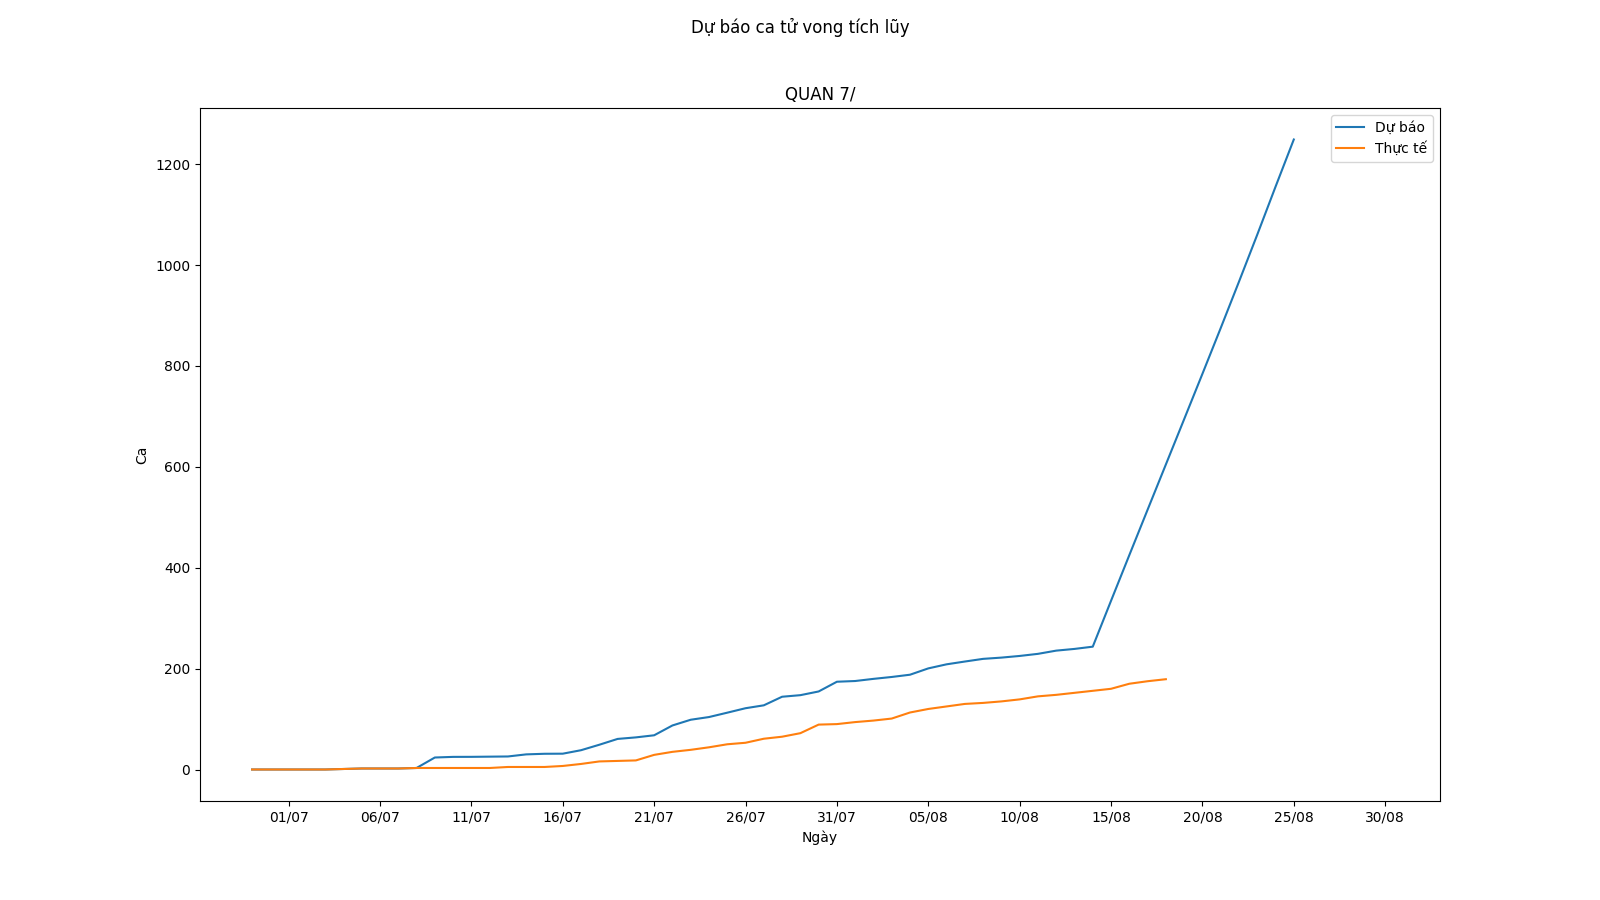 Dự báo ca tử vong tích lũy
QUAN 7/
Dự báo
Thực tế
1200
1000
800
600
400
200
0
Ca
01/07 06/07 11/07 16/07 21/07 26/07 31/07 05/08 10/08 15/08 20/08 25/08 30/08
Ngày